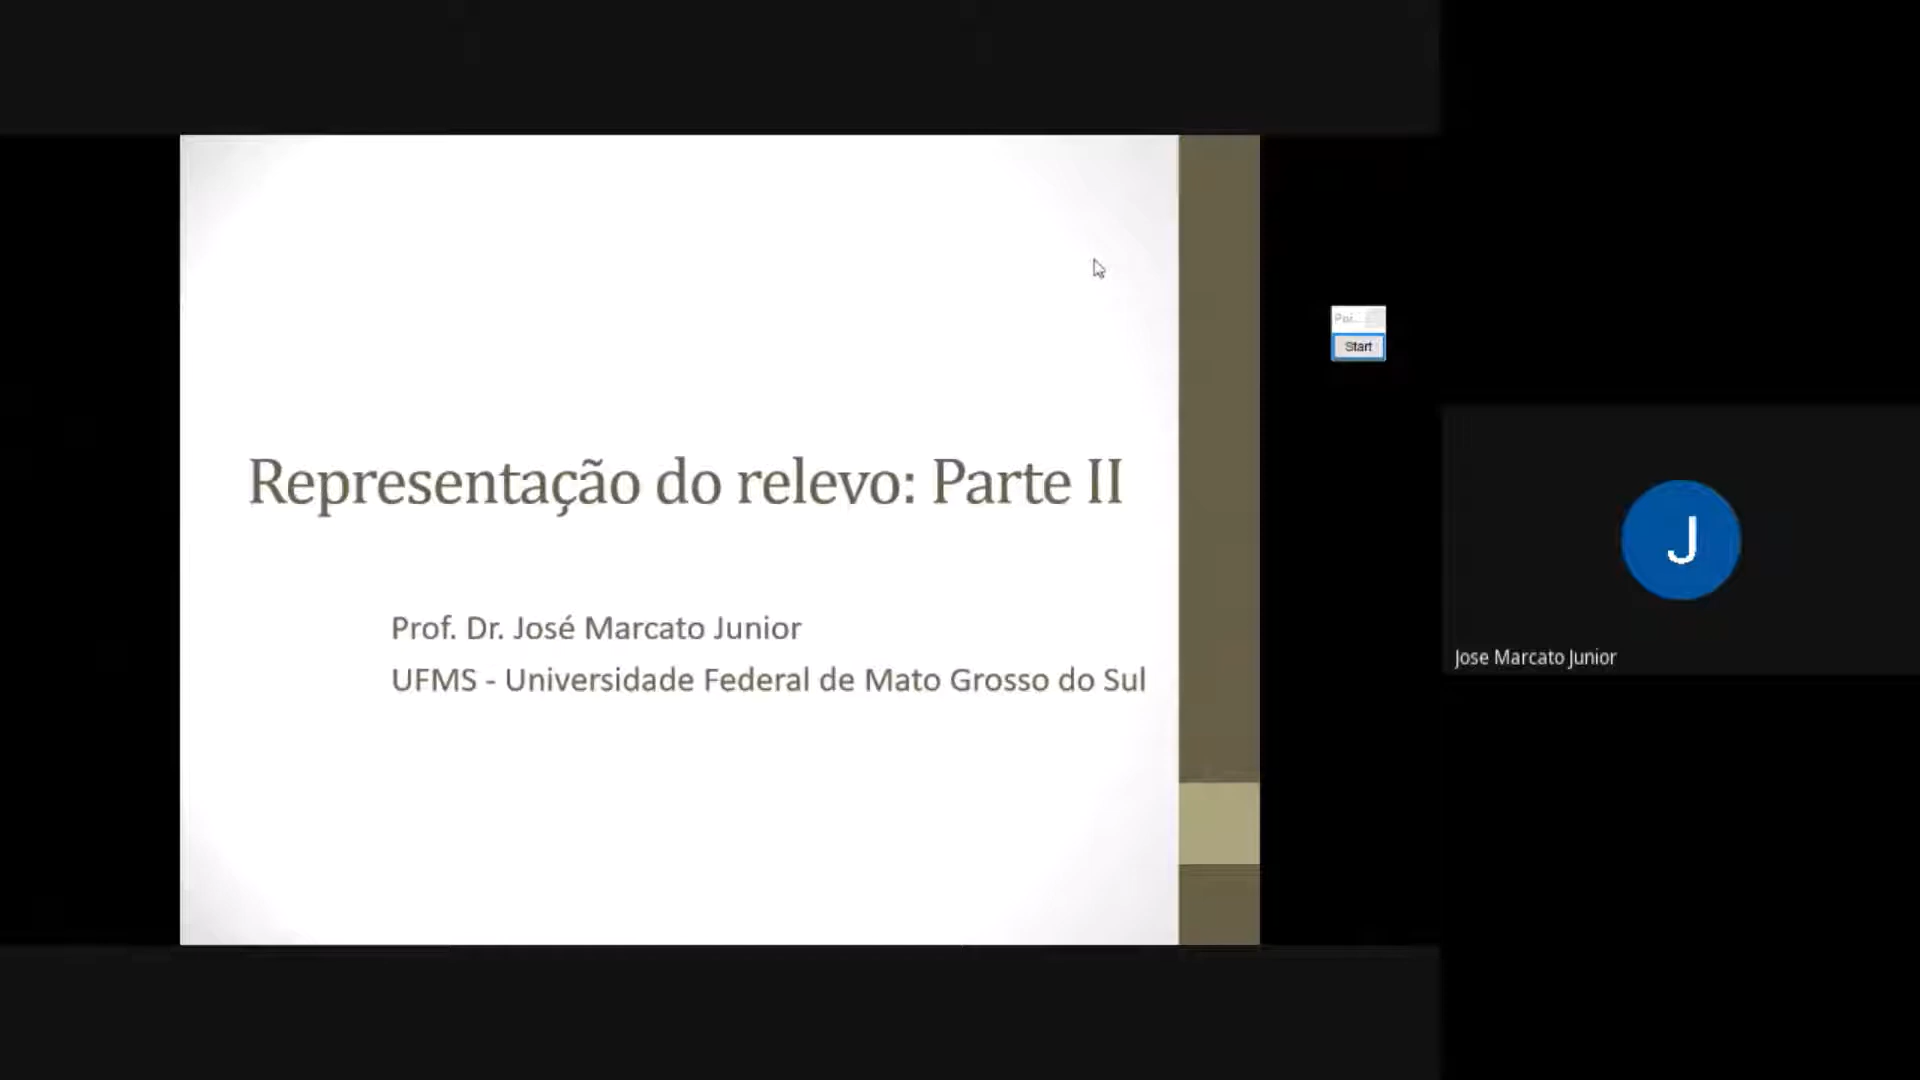 Representação do relevo: Parte II
Prof. Dr. José Marcato Junior
UFMS - Universidade Federal de Mato Grosso do Sul
Poi...
Start
J
Jose Marcato Junior